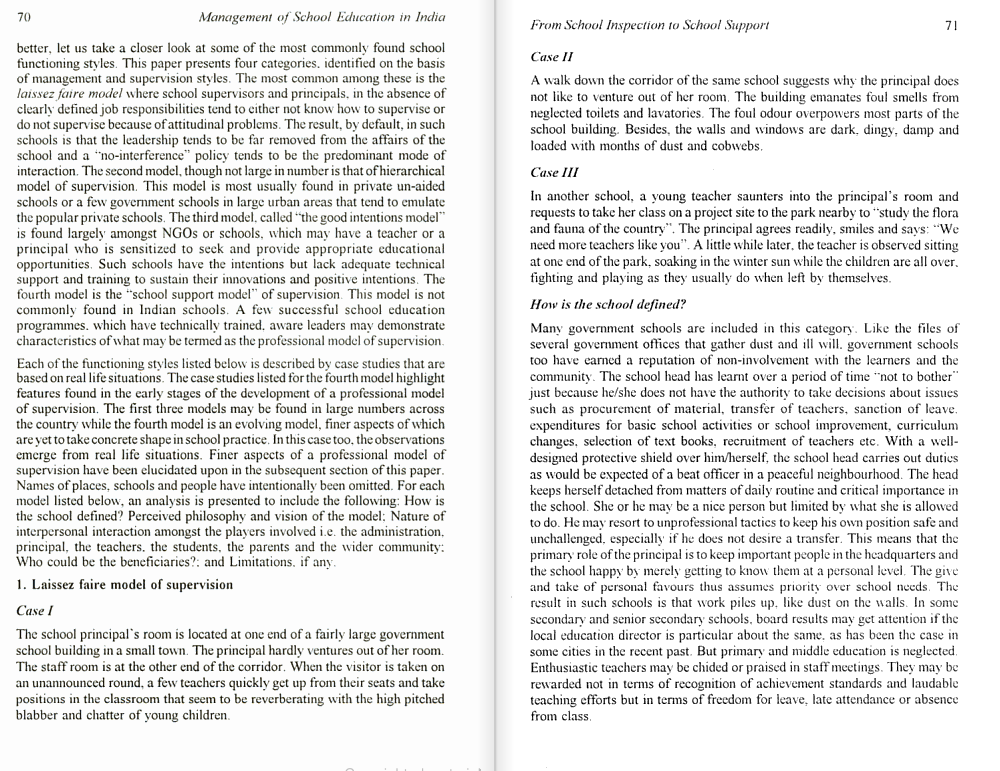 70
Management of School Education in India
better, let us take a closer look at some of the most commonly found school
functioning styles. This paper presents four categories, identified on the basis
of management and supervision styles. The most common among these is the
laissez faire model where school supervisors and principals, in the absence of
clearly defined job responsibilities tend to either not know how to supervise or
do not supervise because of attitudinal problems. The result, by default, in such
schools is that the leadership tends to be far removed from the affairs of the
school and a "no-interference" policy tends to be the predominant mode of
interaction. The second model, though not large in number is that of hierarchical
model of supervision. This model is most usually found in private un-aided
schools or a few government schools in large urban areas that tend to emulate
the popular private schools. The third model, called "the good intentions model"
is found largely amongst NGOs or schools, which may have a teacher or a
principal who is sensitized to seek and provide appropriate educational
opportunities. Such schools have the intentions but lack adequate technical
support and training to sustain their innovations and positive intentions. The
fourth model is the "school support model" of supervision. This model is not
commonly found in Indian schools. A few successful school education
programmes, which have technically trained, aware leaders may demonstrate
characteristics of what may be termed as the professional model of supervision.
Each of the functioning styles listed below is described by case studies that are
based on real life situations. The case studies listed for the fourth model highlight
features found in the early stages of the development of a professional model
of supervision. The first three models may be found in large numbers across
the country while the fourth model is an evolving model, finer aspects of which
are yet to take concrete shape in school practice. In this case too, the observations
emerge from real life situations. Finer aspects of a professional model of
supervision have been elucidated upon in the subsequent section of this paper.
Names of places, schools and people have intentionally been omitted. For each
model listed below, an analysis is presented to include the following: How is
the school defined? Perceived philosophy and vision of the model; Nature of
interpersonal interaction amongst the players involved i.e. the administration,
principal, the teachers, the students, the parents and the wider community;
Who could be the beneficiaries?; and Limitations, if any.
1. Laissez faire model of supervision
Case I
The school principal's room is located at one end of a fairly large government
school building in a small town. The principal hardly ventures out of her room.
The staff room is at the other end of the corridor. When the visitor is taken on
an unannounced round, a few teachers quickly get up from their seats and take
positions in the classroom that seem to be reverberating with the high pitched
blabber and chatter of young children.
From School Inspection to School Support
71
Case II
A walk down the corridor of the same school suggests why the principal does
not like to venture out of her room. The building emanates foul smells from
neglected toilets and lavatories. The foul odour overpowers most parts of the
school building. Besides, the walls and windows are dark, dingy, damp and
loaded with months of dust and cobwebs.
Case III
In another school, a young teacher saunters into the principal's room and
requests to take her class on a project site to the park nearby to "study the flora
and fauna of the country". The principal agrees readily, smiles and says: "We
need more teachers like you". A little while later, the teacher is observed sitting
at one end of the park, soaking in the winter sun while the children are all over,
fighting and playing as they usually do when left by themselves.
How is the school defined?
Many government schools are included in this category. Like the files of
several government offices that gather dust and ill will, government schools
too have earned a reputation of non-involvement with the learners and the
community. The school head has learnt over a period of time "not to bother"
just because he/she does not have the authority to take decisions about issues
such as procurement of material, transfer of teachers, sanction of leave,
expenditures for basic school activities or school improvement, curriculum
changes, selection of text books, recruitment of teachers etc. With a well-
designed protective shield over him/herself, the school head carries out duties
as would be expected of a beat officer in a peaceful neighbourhood. The head
keeps herself detached from matters of daily routine and critical importance in
the school. She or he may be a nice person but limited by what she is allowed
to do. He may resort to unprofessional tactics to keep his own position safe and
unchallenged, especially if he does not desire a transfer. This means that the
primary role of the principal is to keep important people in the headquarters and
the school happy by merely getting to know them at a personal level. The give
and take of personal favours thus assumes priority over school needs. The
result in such schools is that work piles up, like dust on the walls. In some
secondary and senior secondary schools, board results may get attention if the
local education director is particular about the same, as has been the case in
some cities in the recent past. But primary and middle education is neglected.
Enthusiastic teachers may be chided or praised in staff meetings. They may be
rewarded not in terms of recognition of achievement standards and laudable
teaching efforts but in terms of freedom for leave, late attendance or absence
from class.